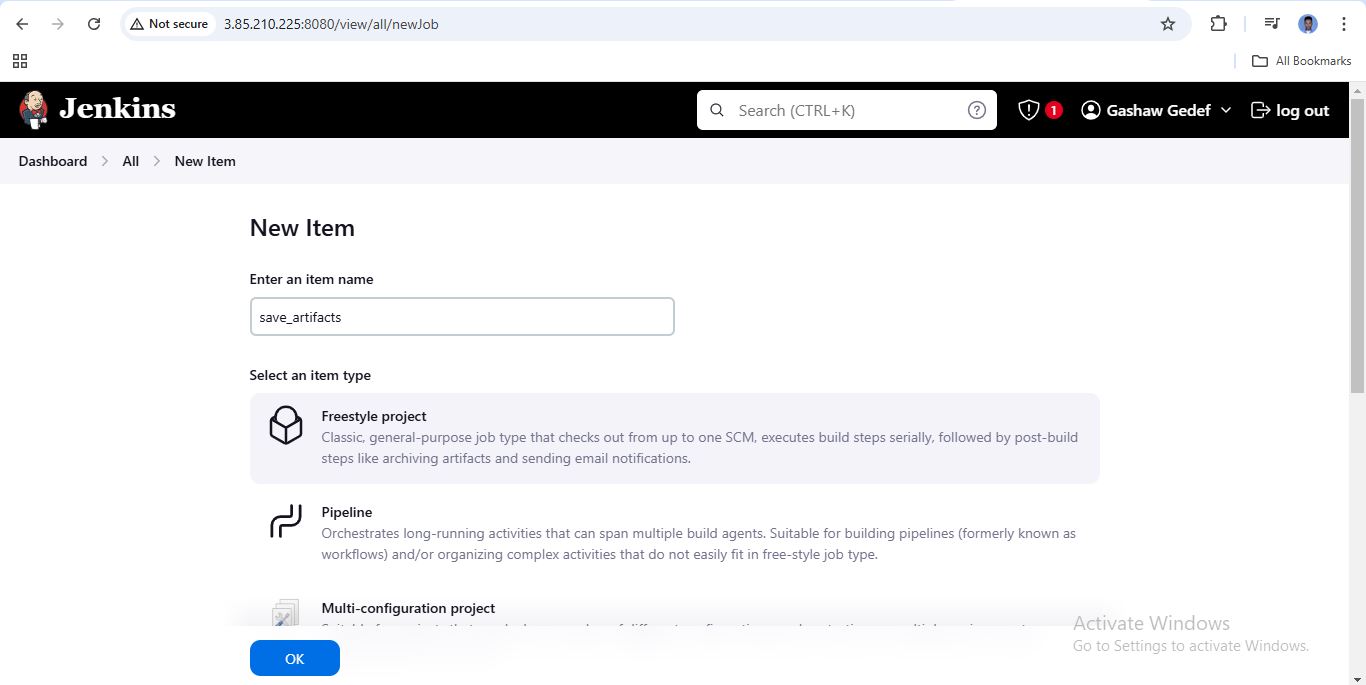 Not secure 3.85.210.225:8080/view/all/newJob
All Bookmarks
Jenkins Search (CTRL+K) ? 1 Gashaw Gedef log out
Dashboard All New Item
New Item
Enter an item name
save_artifacts
Select an item type
Freestyle project
Classic, general-purpose job type that checks out from up to one SCM, executes build steps serially, followed by post-build
steps like archiving artifacts and sending email notifications.
Pipeline
Orchestrates long-running activities that can span multiple build agents. Suitable for building pipelines (formerly known as
workflows) and/or organizing complex activities that do not easily fit in free-style job type.
Multi-configuration project
Activate Windows
Go to Settings to activate Windows.
OK